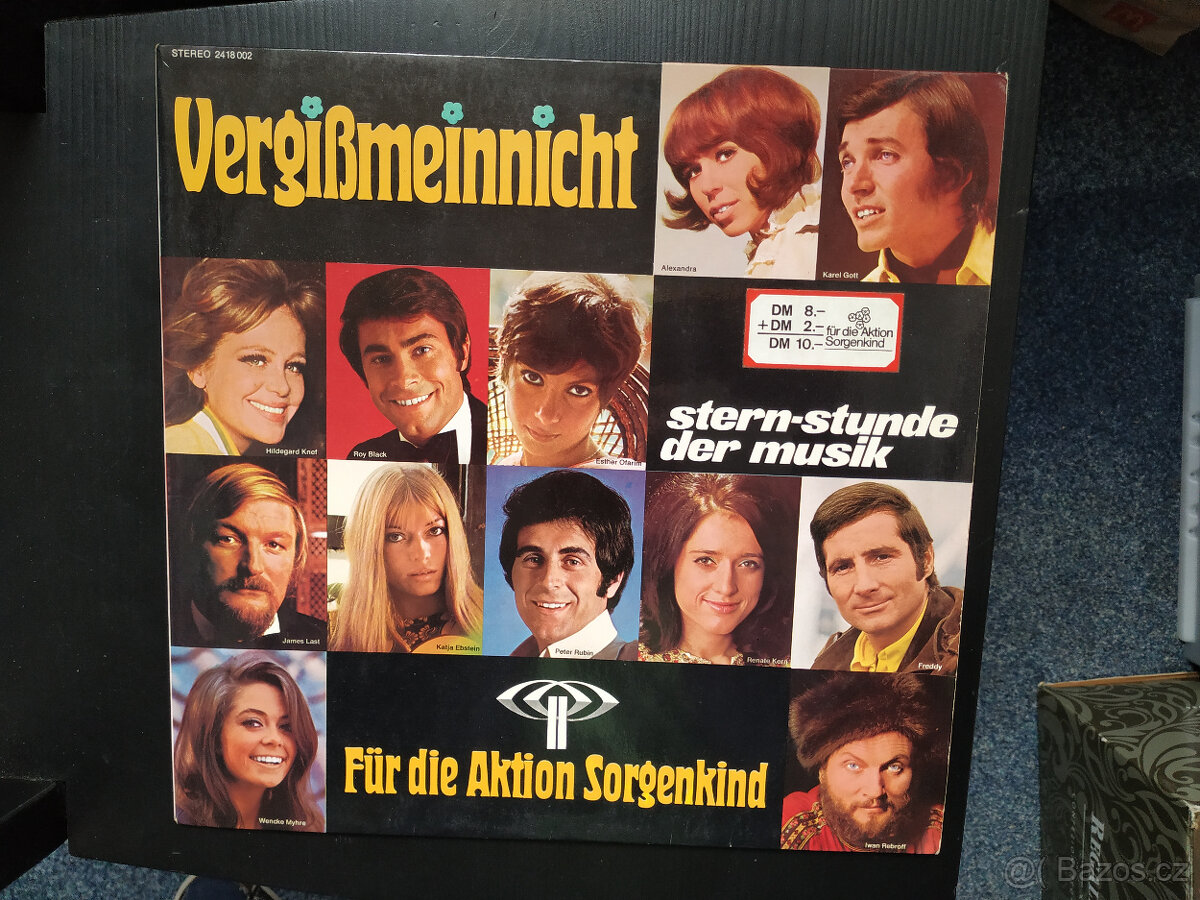 STEREO 2418 002
Vergißmeinnicht
Alexandra
Karel Gott
DM 8.–
+ DM 2.–
DM 10.–
für die Aktion
Sorgenkind
Hildegard Knef
Roy Black
Esther Ofarim
stern-stunde
der musik
James Last
Katja Ebstein
Peter Rubin
Renate Kern
Freddy
Wencke Myhre
Für die Aktion Sorgenkind
Iwan Rebroff
Bazos.cz